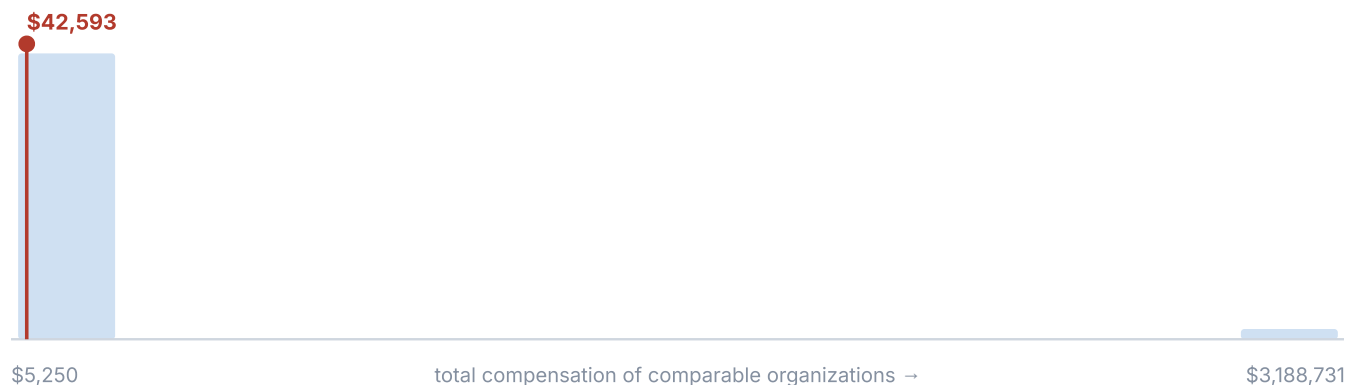 $42,593
$5,250 total compensation of comparable organizations → $3,188,731